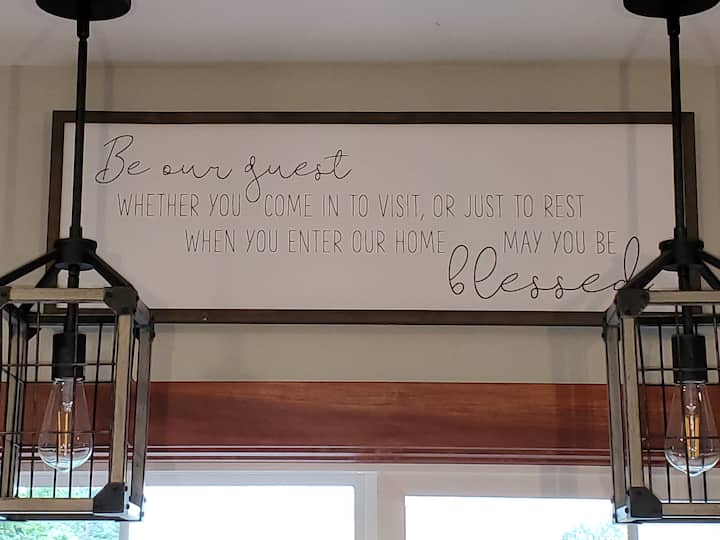 Be our guest
WHETHER YOU COME IN TO VISIT, OR JUST TO REST
WHEN YOU ENTER OUR HOME MAY YOU BE
blessed